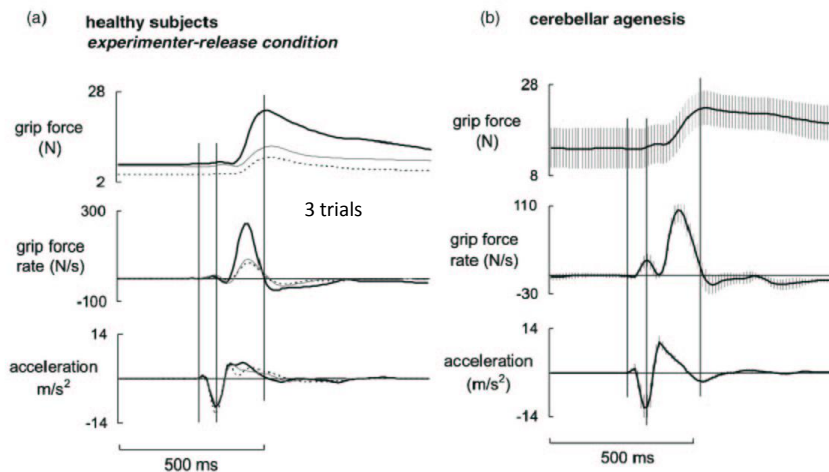 (a)
healthy subjects
experimenter-release condition
28
grip force
(N)
2
300
3 trials
grip force
rate (N/s)
-100
14
acceleration
m/s²
-14
500 ms
(b)
cerebellar agenesis
grip force
(N)
28
8
110
grip force
rate (N/s)
-30
14
acceleration
(m/s²)
-14
500 ms